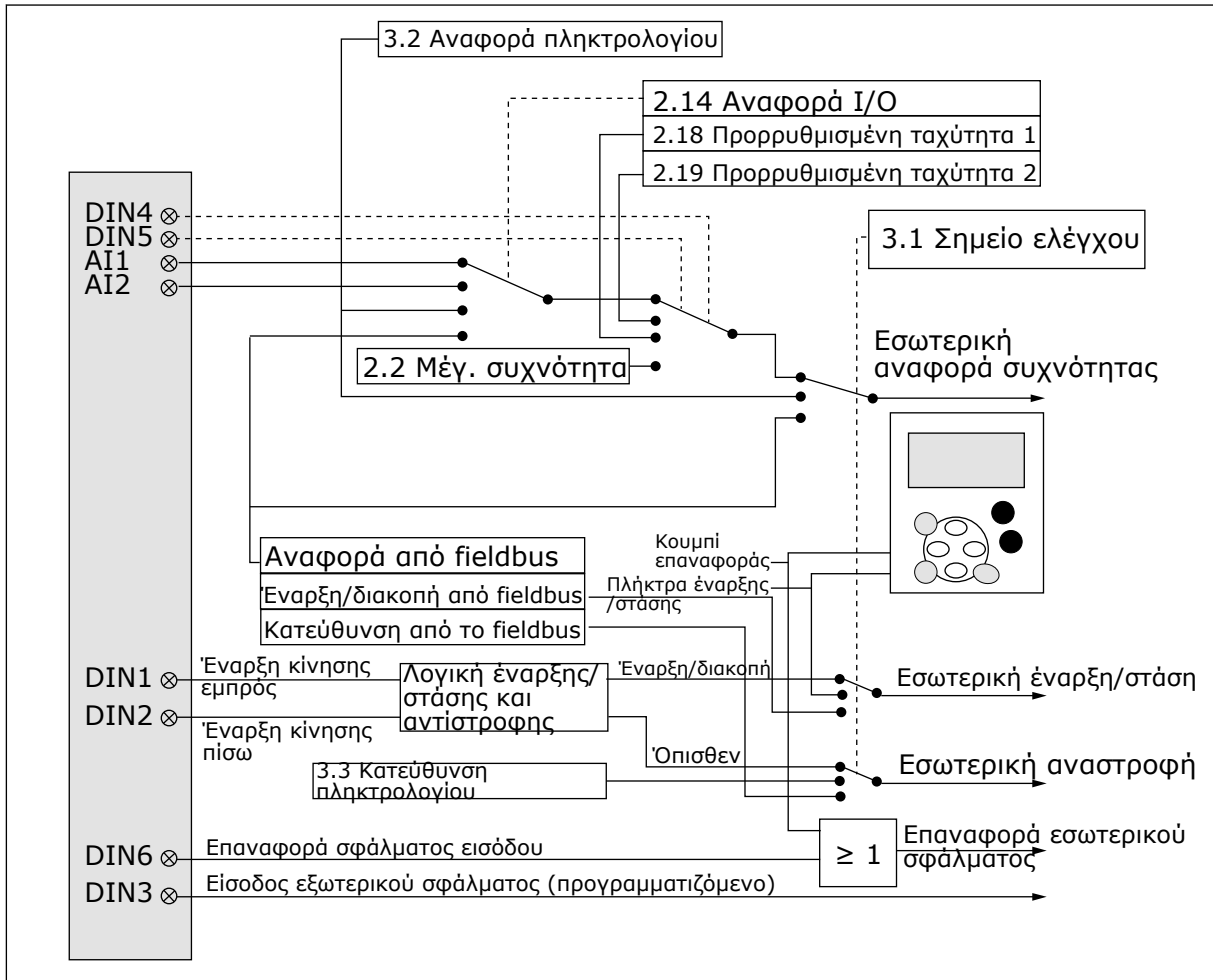 3.2 Αναφορά πληκτρολογίου
2.14 Αναφορά I/O
2.18 Προρρυθμισμένη ταχύτητα 1
2.19 Προρρυθμισμένη ταχύτητα 2
3.1 Σημείο ελέγχου
DIN4
DIN5
AI1
AI2
2.2 Μέγ. συχνότητα
Εσωτερική
αναφορά συχνότητας
Αναφορά από fieldbus
Έναρξη/διακοπή από fieldbus
Κατεύθυνση από το fieldbus
Κουμπί
επαναφοράς
Πλήκτρα έναρξης
/στάσης
DIN1
Έναρξη κίνησης
εμπρός
DIN2
Έναρξη κίνησης
πίσω
Λογική έναρξης/
στάσης και
αντίστροφης
Έναρξη/διακοπή
Εσωτερική έναρξη/στάση
Όπισθεν
Εσωτερική αναστροφή
3.3 Κατεύθυνση
πληκτρολογίου
DIN6
Επαναφορά σφάλματος εισόδου
≥ 1
Επαναφορά εσωτερικού
σφάλματος
DIN3
Είσοδος εξωτερικού σφάλματος (προγραμματιζόμενο)